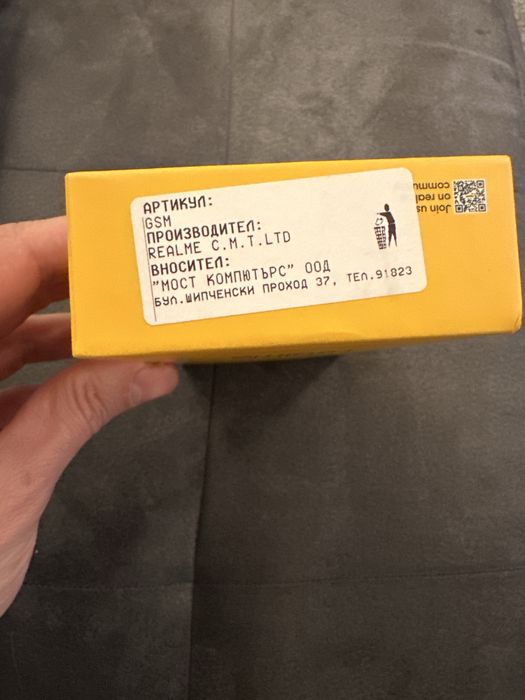 АРТИКУЛ:
GSM
ПРОИЗВОДИТЕЛ:
REALME C.M.T.LTD
ВНОСИТЕЛ:
"МОСТ КОМПЮТЪРС" ООД
БУЛ.ШИПЧЕНСКИ ПРОХОД 37, ТЕЛ.91823
Join us
on real
commu